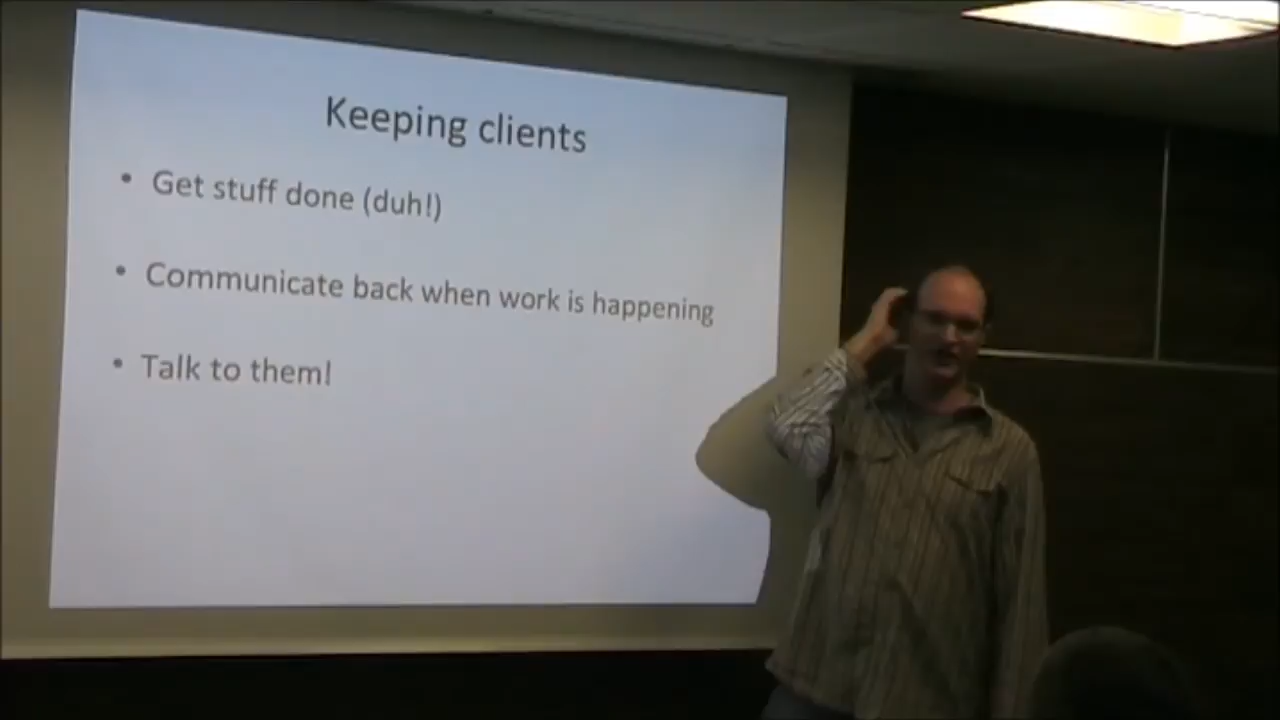 Keeping clients
• Get stuff done (duh!)
• Communicate back when work is happening
• Talk to them!